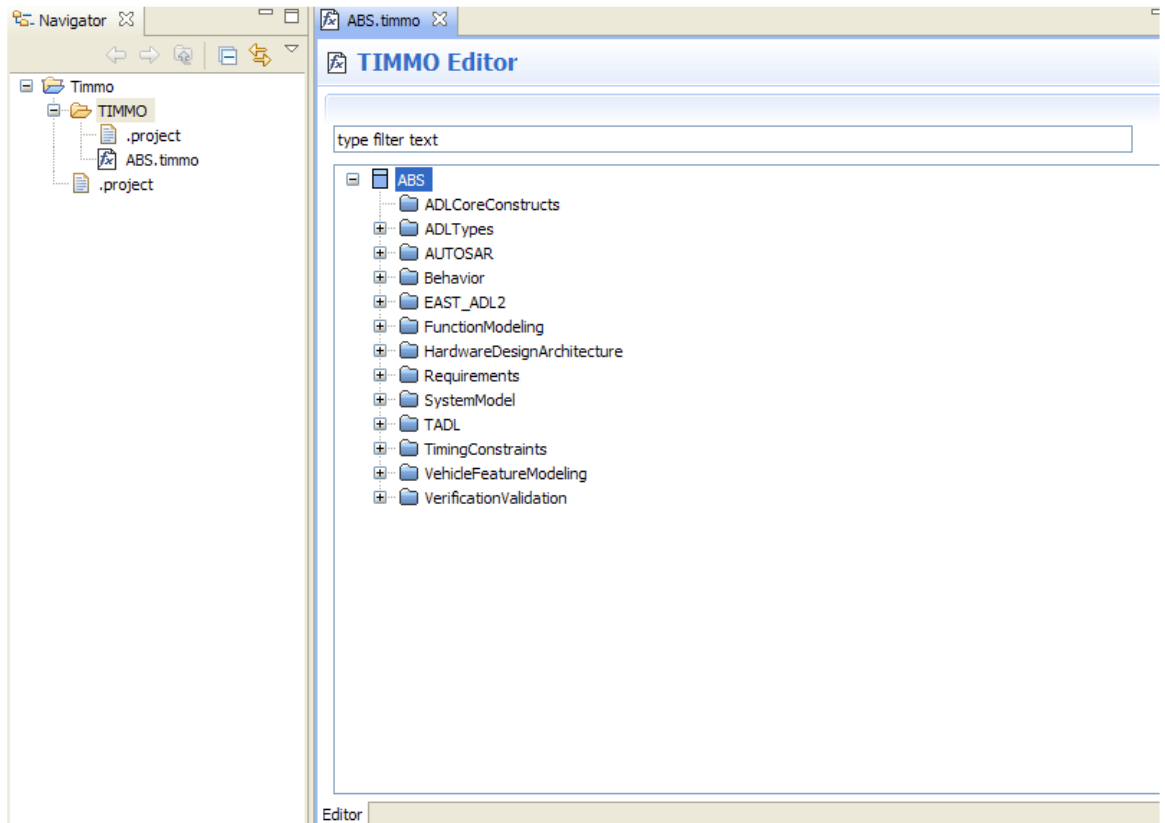 Navigator
Timmo
TIMMO
.project
ABS.timmo
.project
ABS.timmo
TIMMO Editor
type filter text
ABS
ADLCoreConstructs
ADLTypes
AUTOSAR
Behavior
EAST_ADL2
FunctionModeling
HardwareDesignArchitecture
Requirements
SystemModel
TADL
TimingConstraints
VehicleFeatureModeling
VerificationValidation
Editor